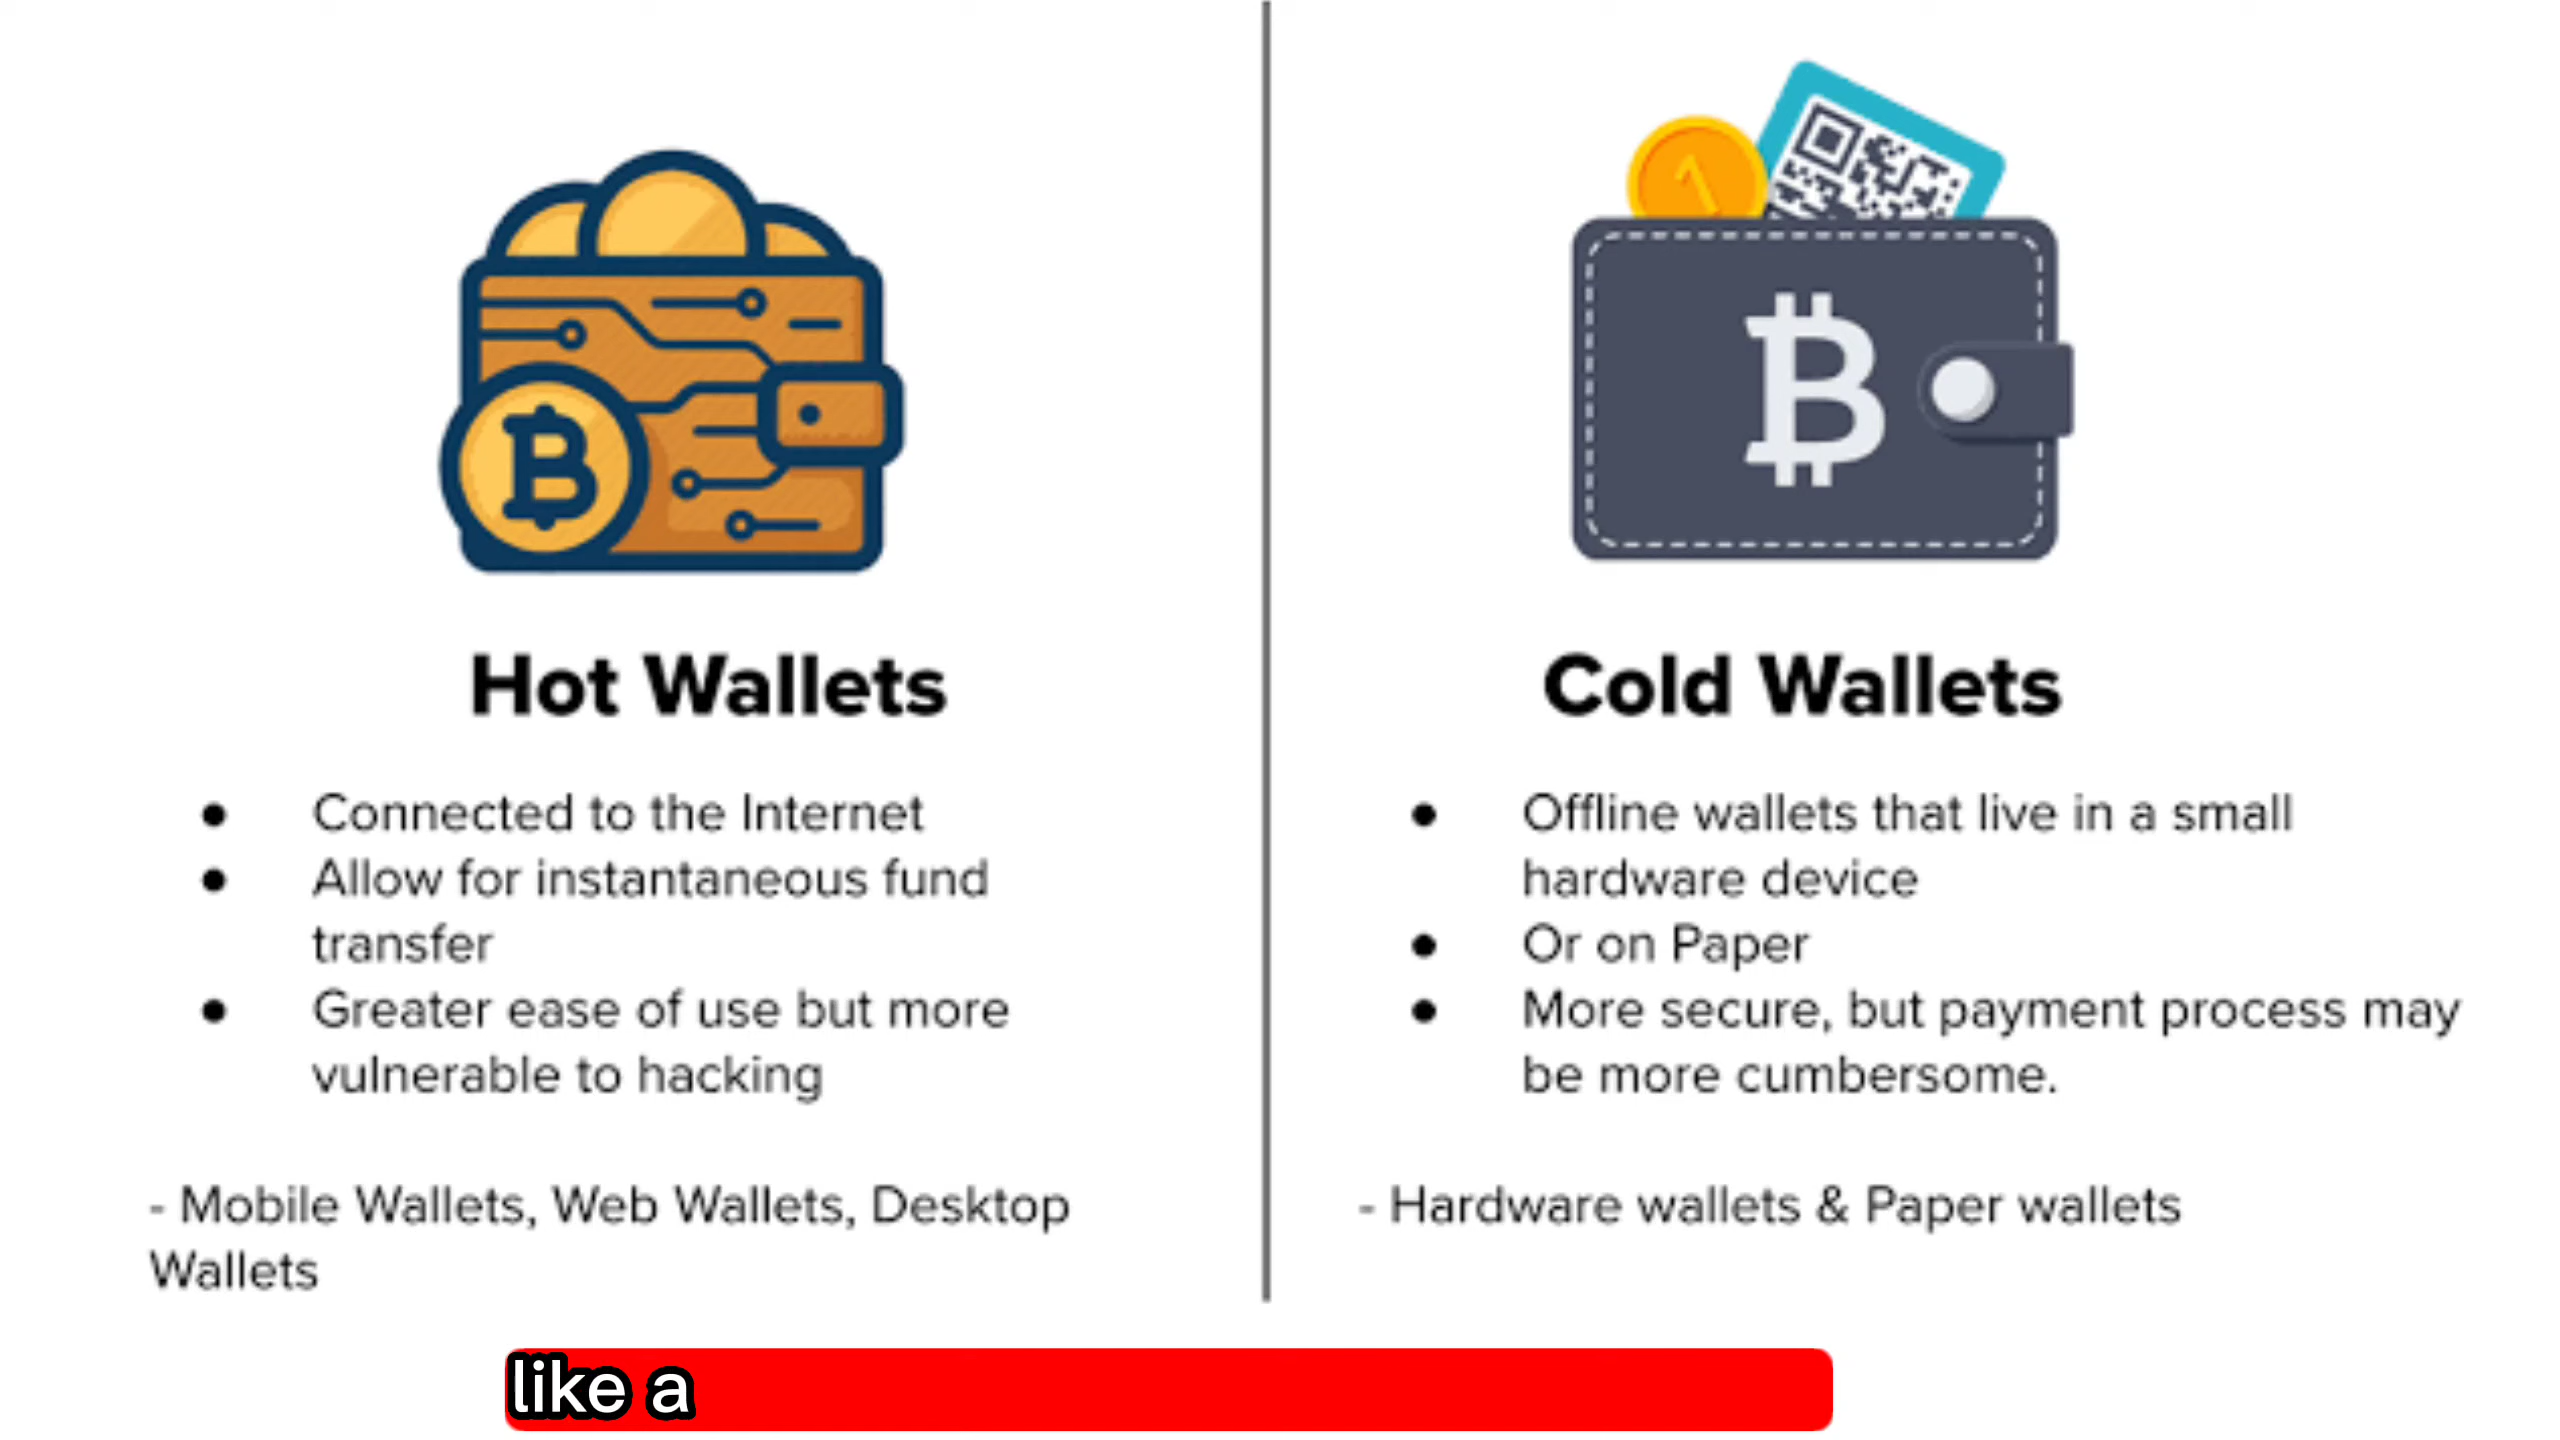 Hot Wallets
● Connected to the Internet
● Allow for instantaneous fund
transfer
● Greater ease of use but more
vulnerable to hacking
- Mobile Wallets, Web Wallets, Desktop
Wallets
Cold Wallets
● Offline wallets that live in a small
hardware device
● Or on Paper
● More secure, but payment process may
be more cumbersome.
- Hardware wallets & Paper wallets
like a